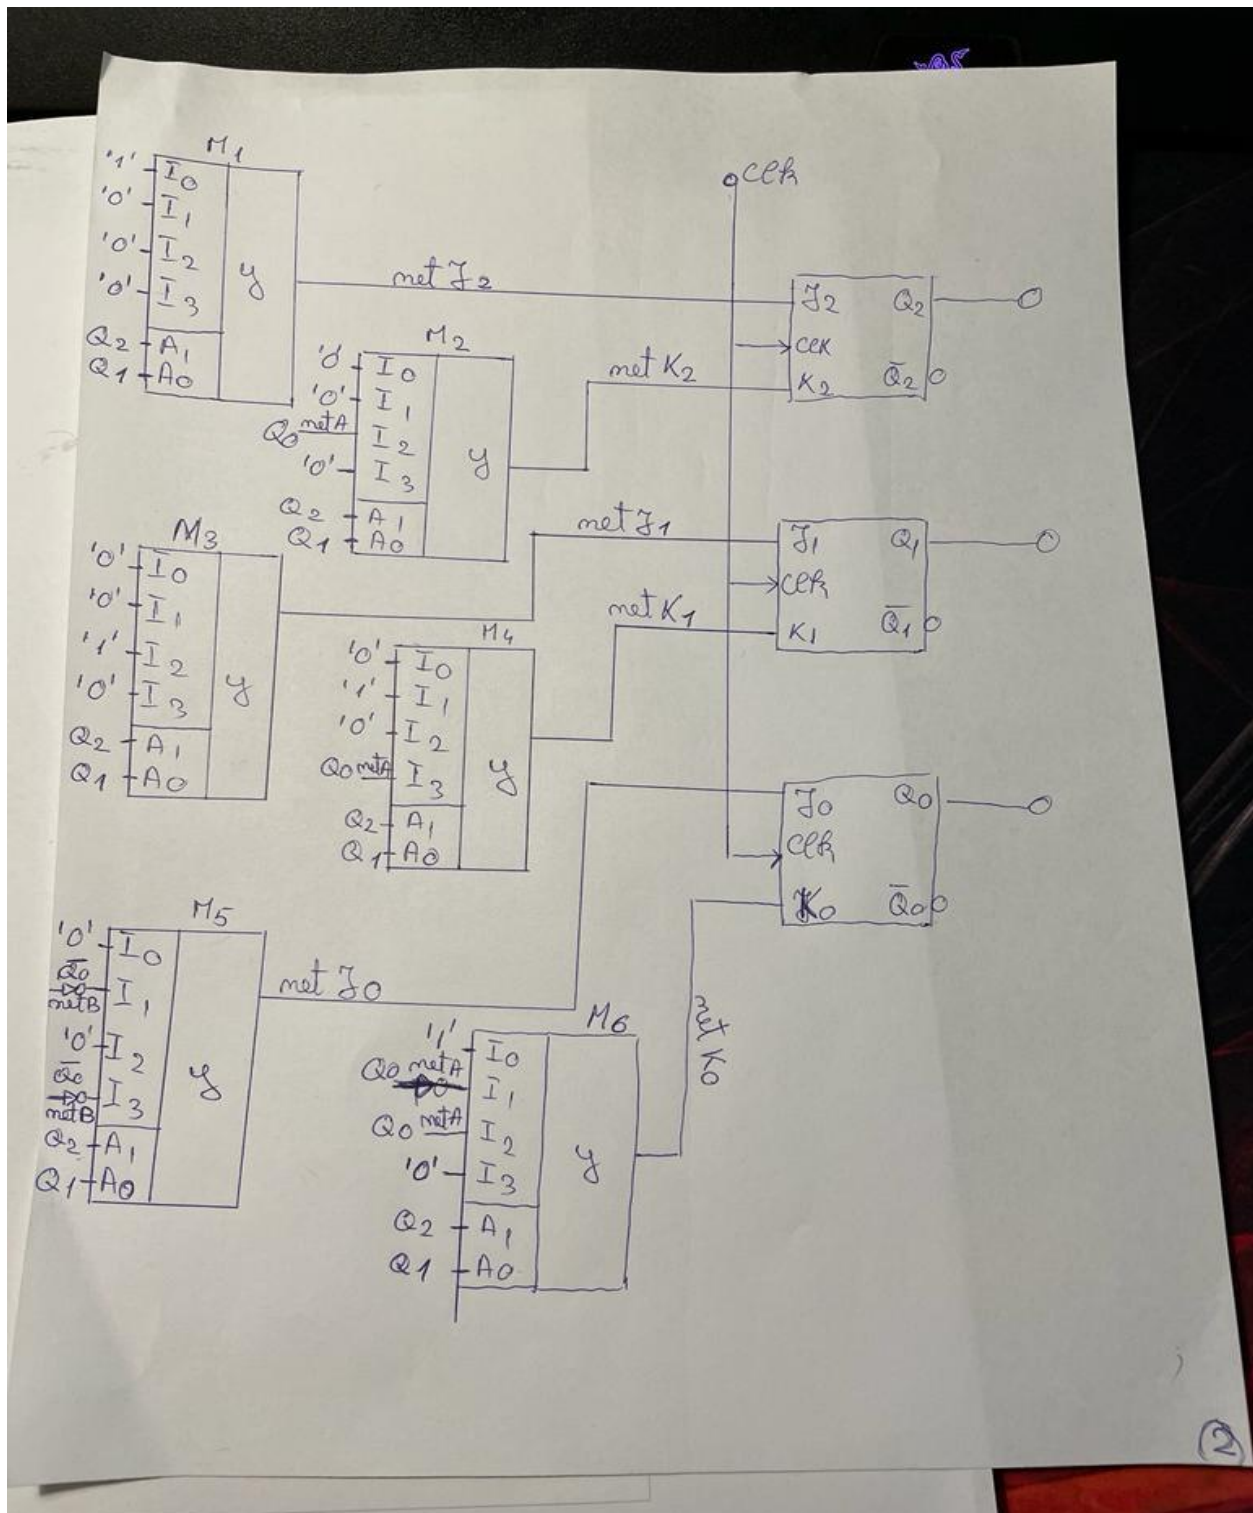 M1
'1' I0
'0' I1
'0' I2
'0' I3
y
Q2 A1
Q1 A0
net J2
clk
J2 Q2
clk
K2 Q̅2
M2
'0' I0
'0' I1
Q0 netA I2
'0' I3
y
Q2 A1
Q1 A0
net K2
M3
'0' I0
'0' I1
'1' I2
'0' I3
y
Q2 A1
Q1 A0
net J1
J1 Q1
clk
K1 Q̅1
M4
'0' I0
'1' I1
'0' I2
Q0 netA I3
y
Q2 A1
Q1 A0
net K1
M5
'0' I0
Q̅0 netB I1
'0' I2
Q̅0 netB I3
y
Q2 A1
Q1 A0
net J0
J0 Q0
clk
K0 Q̅0
M6
'1' I0
Q0 netA I1
Q0 netA I2
'0' I3
y
Q2 A1
Q1 A0
net K0
2